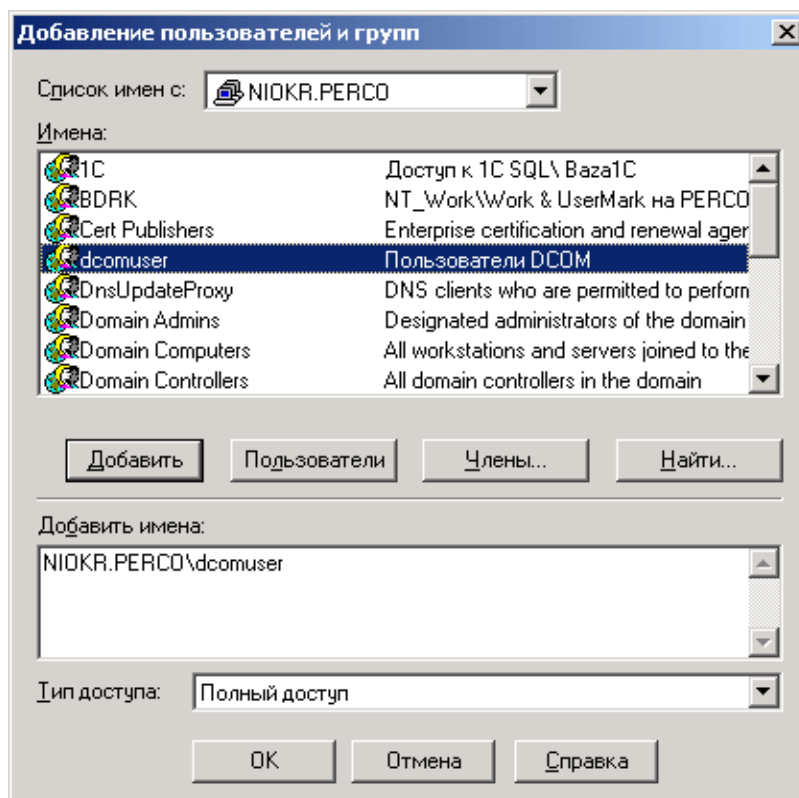 Добавление пользователей и групп
Список имен с: NIOKR.PERCO
Имена:
1C Доступ к 1С SQL\ Baza1C
BDRK NT_Work\Work & UserMark на PERCO
Cert Publishers Enterprise certification and renewal ager
dcomuser Пользователи DCOM
DnsUpdateProxy DNS clients who are permitted to perform
Domain Admins Designated administrators of the domain
Domain Computers All workstations and servers joined to the
Domain Controllers All domain controllers in the domain
Добавить Пользователи Члены... Найти...
Добавить имена:
NIOKR.PERCO\dcomuser
Тип доступа: Полный доступ
OK Отмена Справка